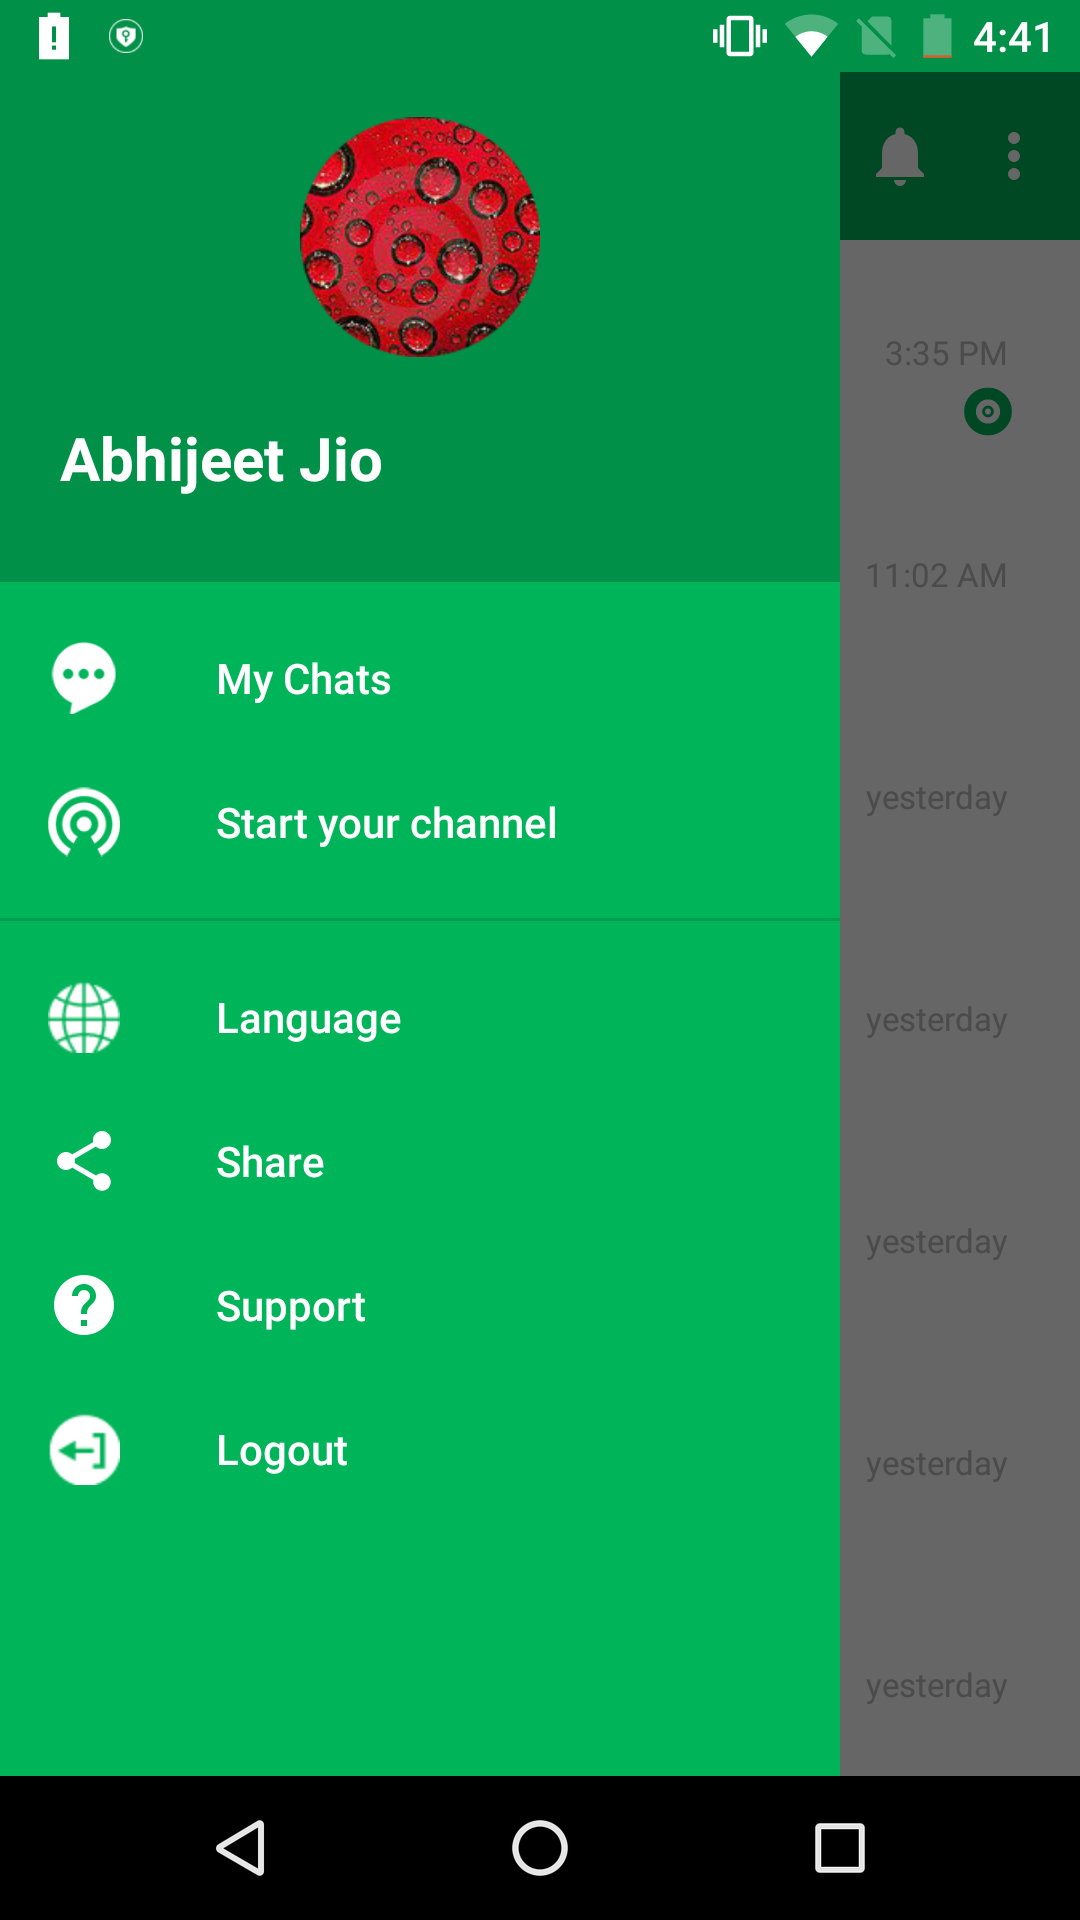 4:41
3:35 PM
Abhijeet Jio
11:02 AM
My Chats
yesterday
Start your channel
Language
yesterday
Share
yesterday
Support
Logout
yesterday
yesterday